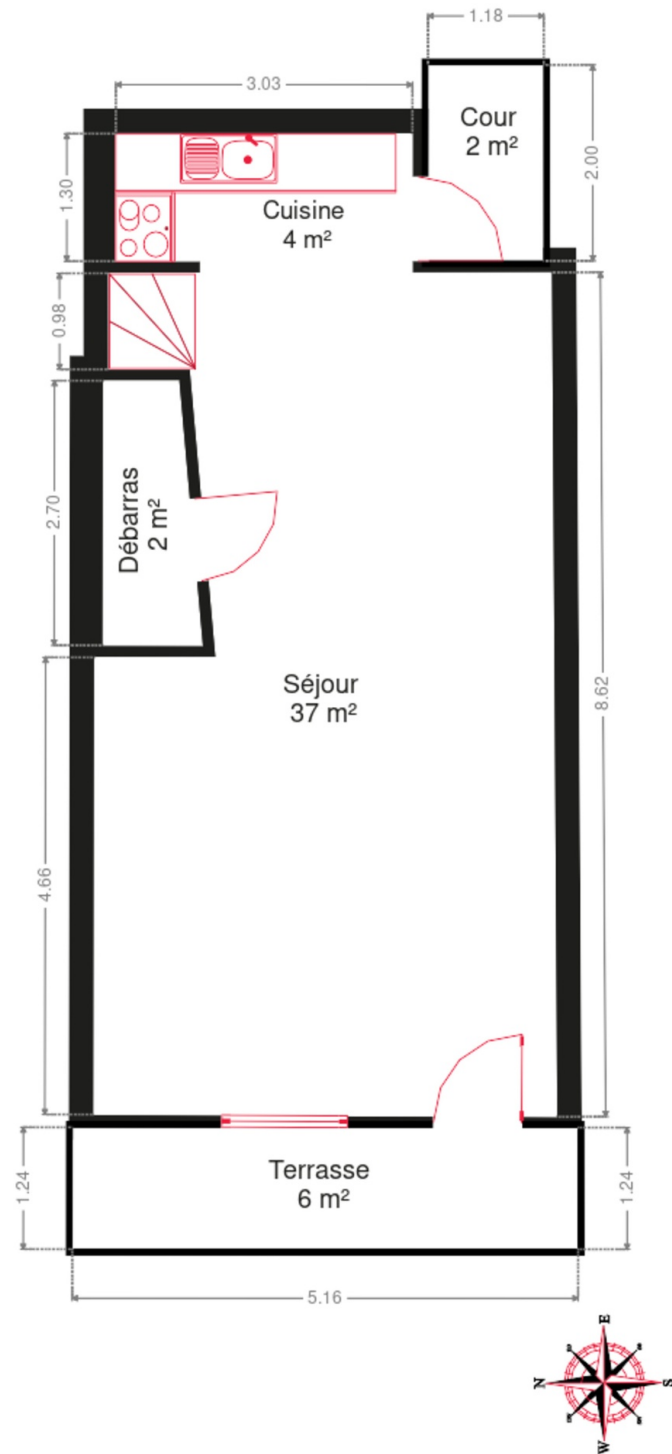 1.18
3.03
Cour
2 m²
2.00
1.30
Cuisine
4 m²
0.98
2.70
Débarras
2 m²
Séjour
37 m²
8.62
4.66
Terrasse
6 m²
1.24
1.24
5.16
E
N
S
W